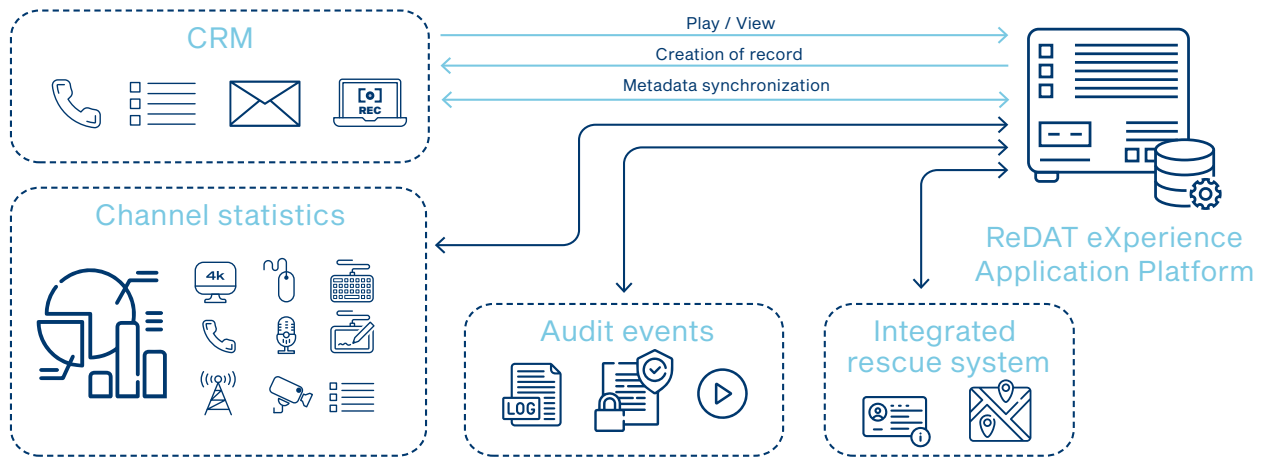 CRM
REC
Play / View
Creation of record
Metadata synchronization
ReDAT eXperience
Application Platform
Channel statistics
4k
Audit events
LOG
Integrated
rescue system